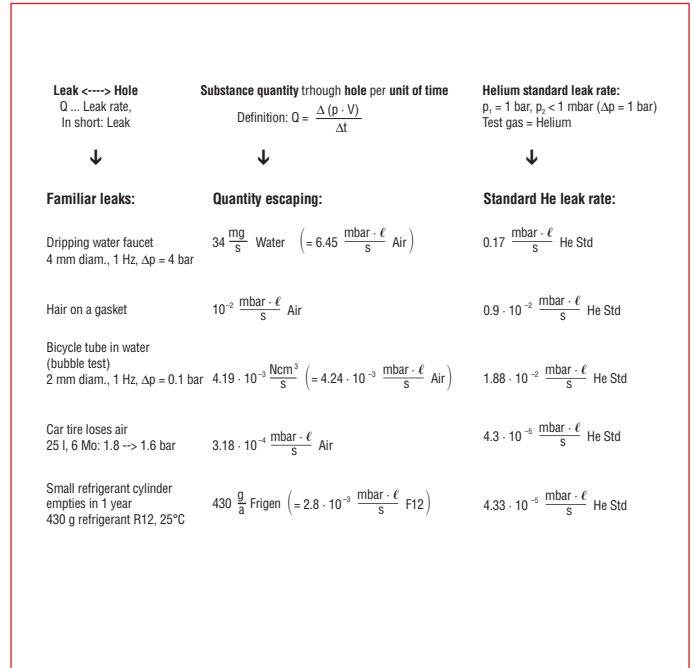 Leak <----> Hole
Q ... Leak rate,
In short: Leak
Substance quantity trhough hole per unit of time
Definition: Q = Δ (p · V) / Δt
Helium standard leak rate:
p₁ = 1 bar, p₂ < 1 mbar (Δp = 1 bar)
Test gas = Helium
↓ ↓ ↓
Familiar leaks: Quantity escaping: Standard He leak rate:
Dripping water faucet
4 mm diam., 1 Hz, Δp = 4 bar
34 mg/s Water (= 6.45 mbar · ℓ/s Air)
0.17 mbar · ℓ/s He Std
Hair on a gasket
10⁻² mbar · ℓ/s Air
0.9 · 10⁻² mbar · ℓ/s He Std
Bicycle tube in water
(bubble test)
2 mm diam., 1 Hz, Δp = 0.1 bar
4.19 · 10⁻³ Ncm³/s (= 4.24 · 10⁻³ mbar · ℓ/s Air)
1.88 · 10⁻² mbar · ℓ/s He Std
Car tire loses air
25 l, 6 Mo: 1.8 --> 1.6 bar
3.18 · 10⁻⁴ mbar · ℓ/s Air
4.3 · 10⁻⁵ mbar · ℓ/s He Std
Small refrigerant cylinder
empties in 1 year
430 g refrigerant R12, 25°C
430 g/a Frigen (= 2.8 · 10⁻³ mbar · ℓ/s F12)
4.33 · 10⁻⁵ mbar · ℓ/s He Std